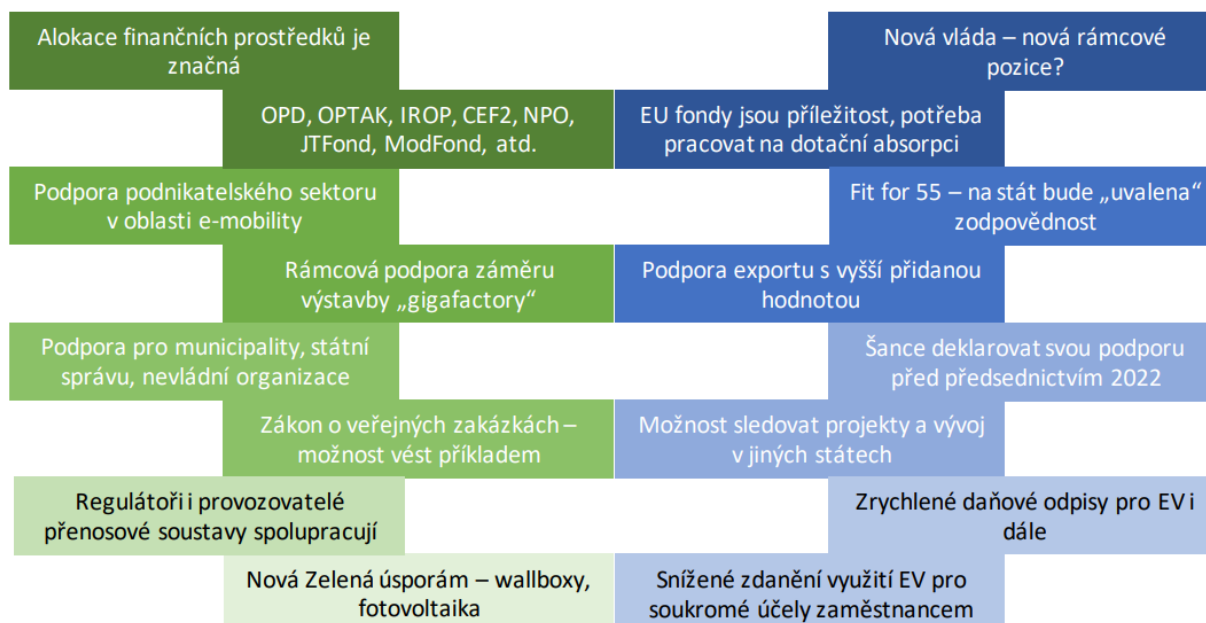 Alokace finančních prostředků je
značná
Nová vláda – nová rámcové
pozice?
OPD, OPTAK, IROP, CEF2, NPO,
JTFond, ModFond, atd.
EU fondy jsou příležitost, potřeba
pracovat na dotační absorpci
Podpora podnikatelského sektoru
v oblasti e-mobility
Fit for 55 – na stát bude „uvalena“
zodpovědnost
Rámcová podpora záměru
výstavby „gigafactory“
Podpora exportu s vyšší přidanou
hodnotou
Podpora pro municipality, státní
správu, nevládní organizace
Šance deklarovat svou podporu
před předsednictvím 2022
Zákon o veřejných zakázkách –
možnost vést příkladem
Možnost sledovat projekty a vývoj
v jiných státech
Regulátoři i provozovatelé
přenosové soustavy spolupracují
Zrychlené daňové odpisy pro EV i
dále
Nová Zelená úsporám – wallboxy,
fotovoltaika
Snížené zdanění využití EV pro
soukromé účely zaměstnancem